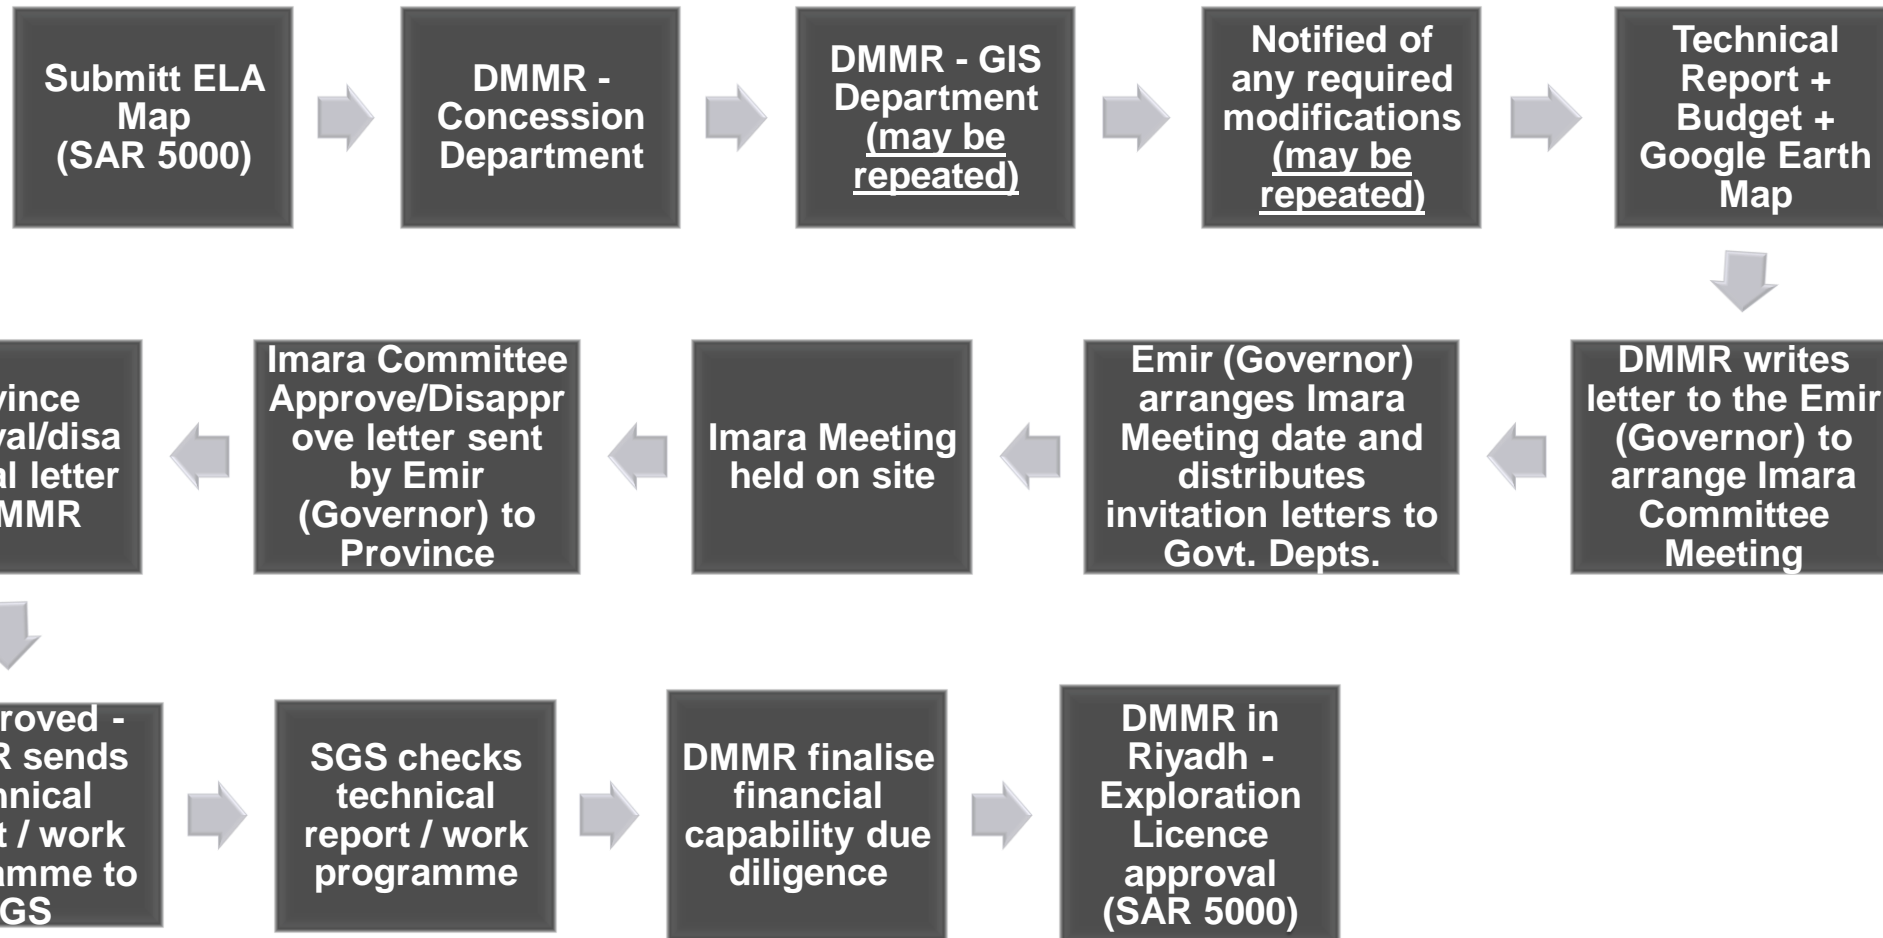 Submitt ELA
Map
(SAR 5000)
DMMR -
Concession
Department
DMMR - GIS
Department
(may be
repeated)
Notified of
any required
modifications
(may be
repeated)
Technical
Report +
Budget +
Google Earth
Map
DMMR writes
letter to the Emir
(Governor) to
arrange Imara
Committee
Meeting
Emir (Governor)
arranges Imara
Meeting date and
distributes
invitation letters to
Govt. Depts.
Imara Meeting
held on site
Imara Committee
Approve/Disappr
ove letter sent
by Emir
(Governor) to
Province
letter
-
sends
/ work
to
SGS checks
technical
report / work
programme
DMMR finalise
financial
capability due
diligence
DMMR in
Riyadh -
Exploration
Licence
approval
(SAR 5000)